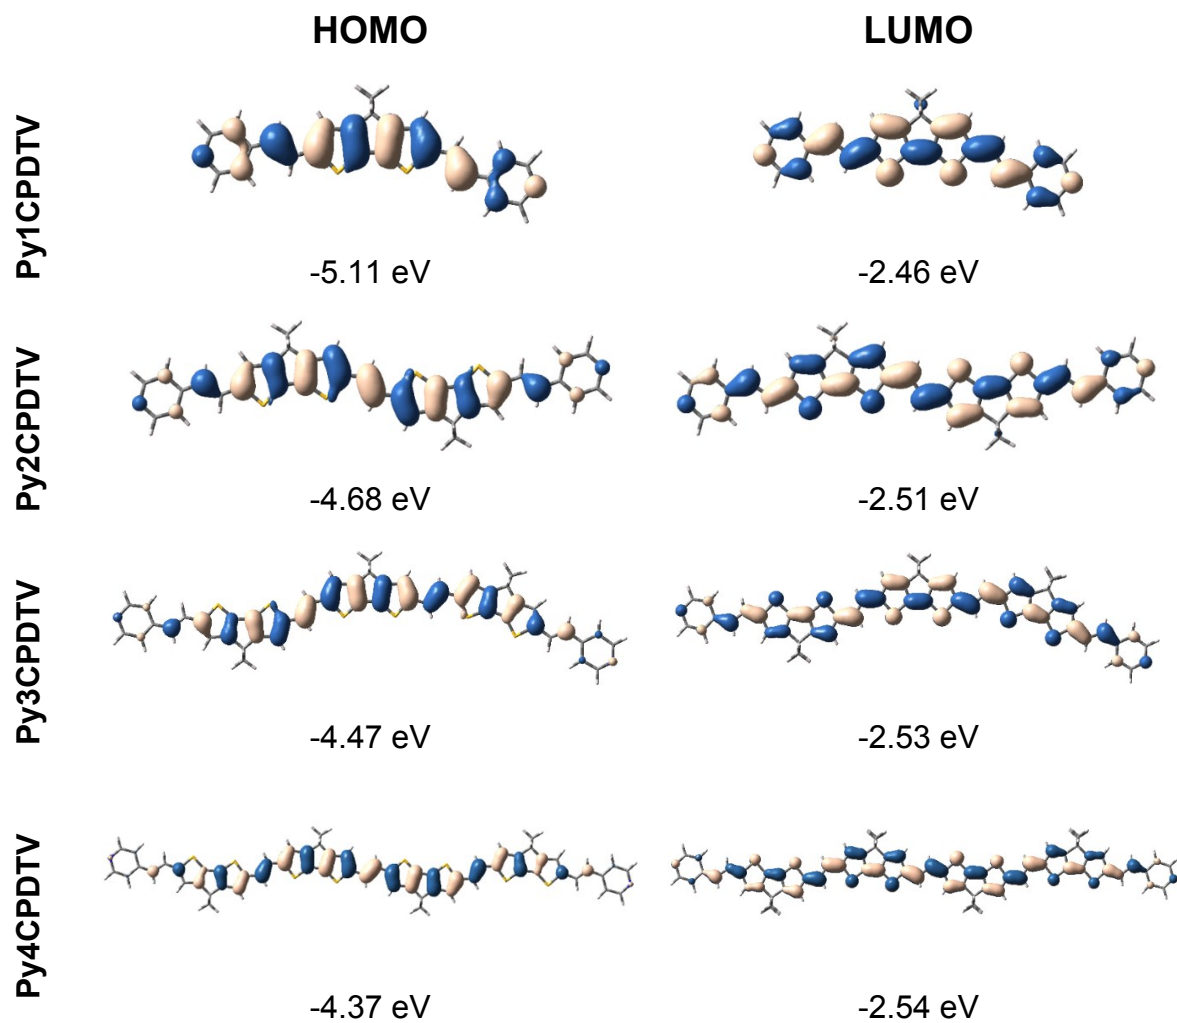 HOMO LUMO
Py1CPDTV
-5.11 eV -2.46 eV
Py2CPDTV
-4.68 eV -2.51 eV
Py3CPDTV
-4.47 eV -2.53 eV
Py4CPDTV
-4.37 eV -2.54 eV